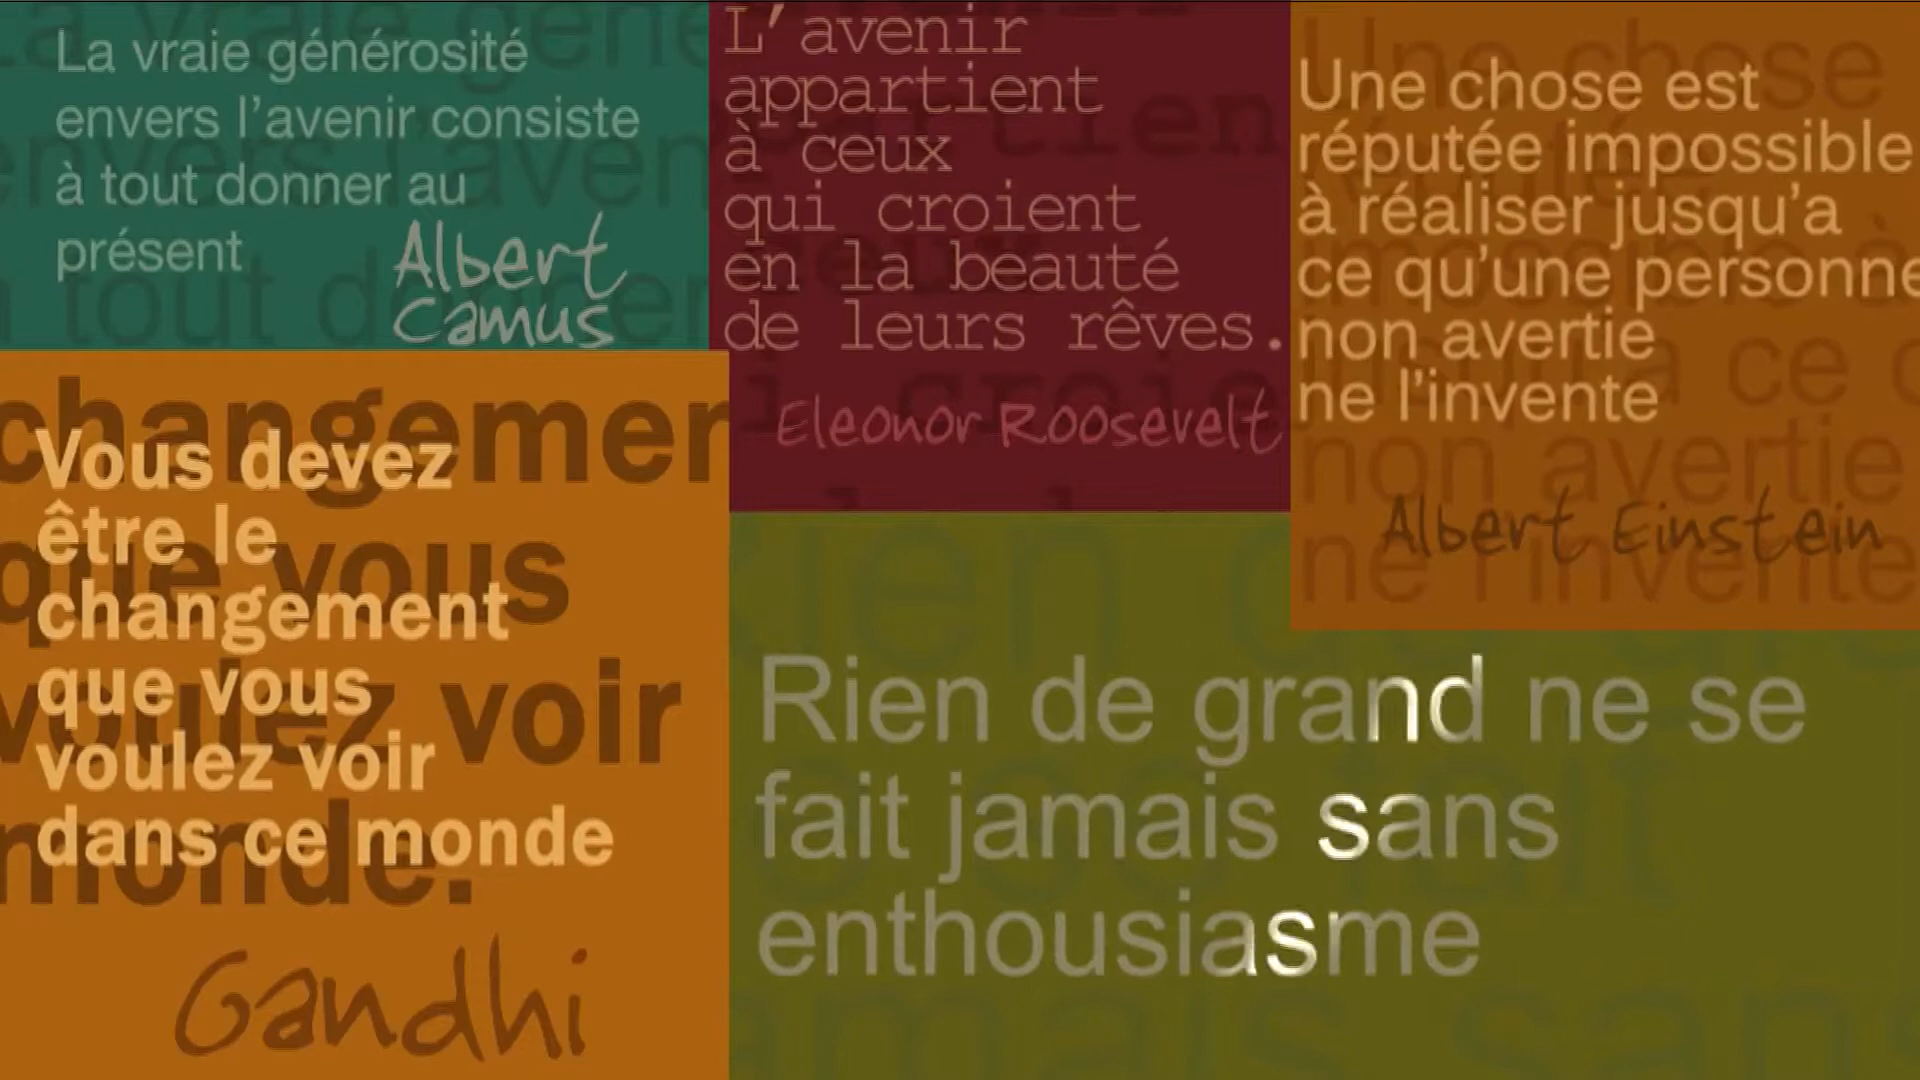 La vraie générosité
envers l’avenir consiste
à tout donner au
présent
Albert
Camus
L’avenir
appartient
à ceux
qui croient
en la beauté
de leurs rêves.
Eleonor Roosevelt
Une chose est
réputée impossible
à réaliser jusqu’a
ce qu’une personne
non avertie
ne l’invente
Albert Einstein
Vous devez
être le
changement
que vous
voulez voir
dans ce monde
Gandhi
Rien de grand ne se
fait jamais sans
enthousiasme